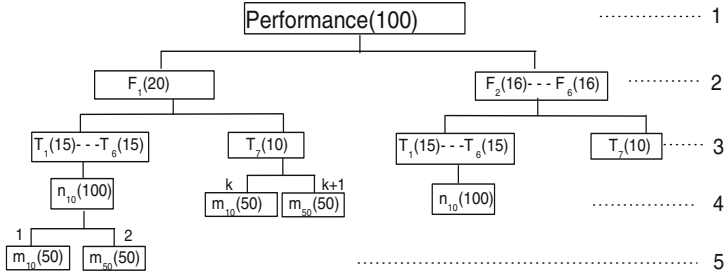 Performance(100) 1
F₁(20) F₂(16)- - - F₆(16) 2
T₁(15)- - -T₆(15) T₇(10) T₁(15)- - -T₆(15) T₇(10) 3
k k+1
n₁₀(100) m₁₀(50) m₅₀(50) n₁₀(100) 4
1 2
m₁₀(50) m₅₀(50) 5